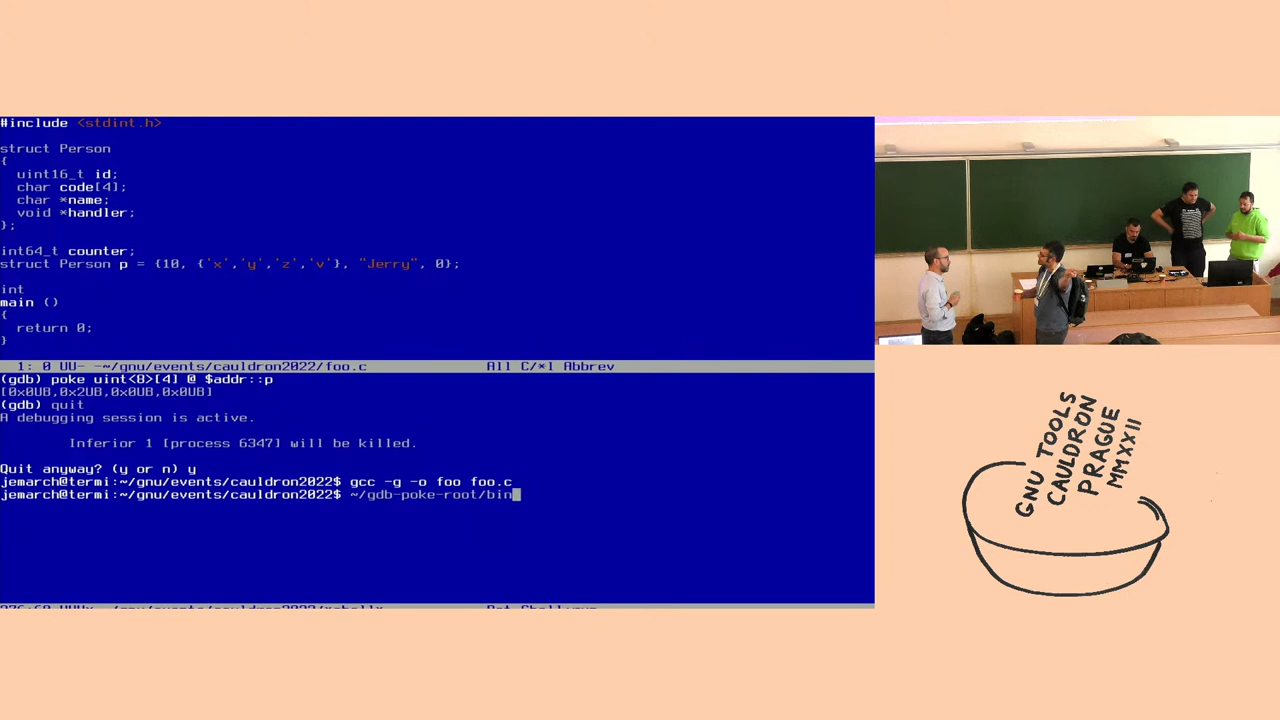 #include <stdint.h>
struct Person
{
uint16_t id;
char code[4];
char *name;
void *handler;
};
int64_t counter;
struct Person p = {10, {'x','y','z','v'}, "Jerry", 0};
int
main ()
{
return 0;
}
1: 0 UU- -~/gnu/events/cauldron2022/foo.c All C/*l Abbrev
(gdb) poke uint<8>[4] @ $addr::p
[0x0UB,0x2UB,0x0UB,0x0UB]
(gdb) quit
A debugging session is active.
Inferior 1 [process 6347] will be killed.
Quit anyway? (y or n) y
jemarch@termi:~/gnu/events/cauldron2022$ gcc -g -o foo foo.c
jemarch@termi:~/gnu/events/cauldron2022$ ~/gdb-poke-root/bin
GNU TOOLS
CAULDRON
PRAGUE
MMXXII